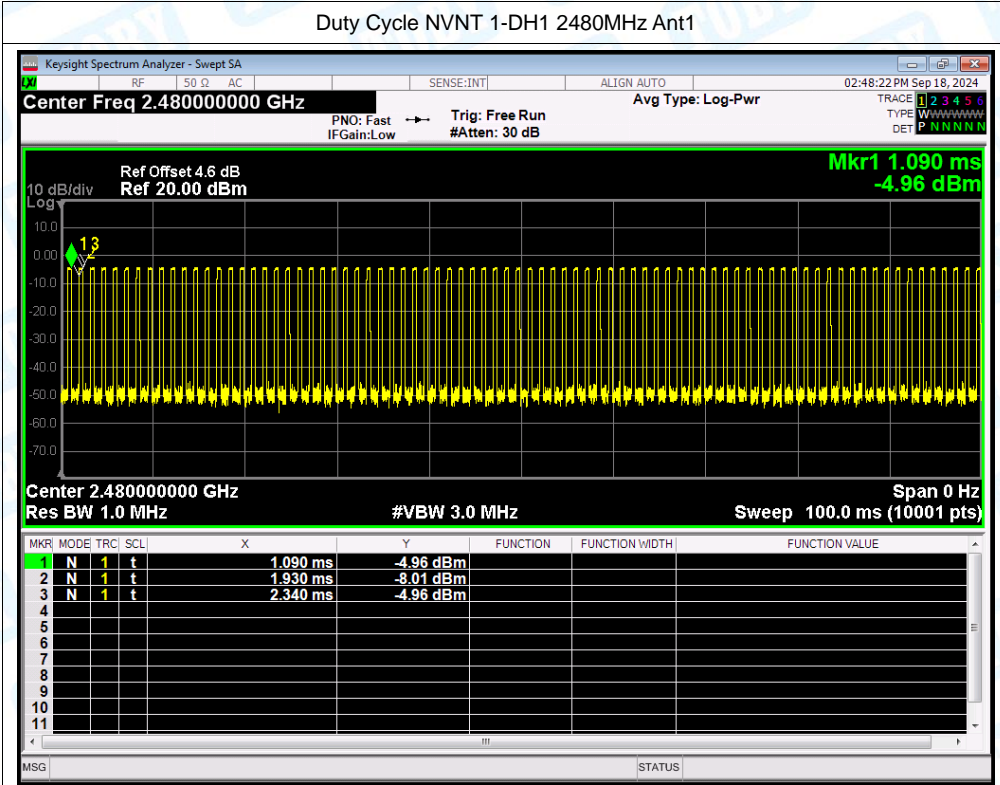 Duty Cycle NVNT 1-DH1 2480MHz Ant1
Keysight Spectrum Analyzer - Swept SA
LXI RF 50 Ω AC SENSE:INT ALIGN AUTO 02:48:22 PM Sep 18, 2024
Center Freq 2.480000000 GHz
PNO: Fast
IFGain:Low
Trig: Free Run
#Atten: 30 dB
Avg Type: Log-Pwr
TRACE 1 2 3 4 5 6
TYPE WWWWWW
DET P N N N N N
Mkr1 1.090 ms
-4.96 dBm
Ref Offset 4.6 dB
10 dB/div Ref 20.00 dBm
Log
10.0
0.00
-10.0
-20.0
-30.0
-40.0
-50.0
-60.0
-70.0
1 3
2
Center 2.480000000 GHz Span 0 Hz
Res BW 1.0 MHz #VBW 3.0 MHz Sweep 100.0 ms (10001 pts)
MKR MODE TRC SCL X Y FUNCTION FUNCTION WIDTH FUNCTION VALUE
1 N 1 t 1.090 ms -4.96 dBm
2 N 1 t 1.930 ms -8.01 dBm
3 N 1 t 2.340 ms -4.96 dBm
4
5
6
7
8
9
10
11
MSG STATUS